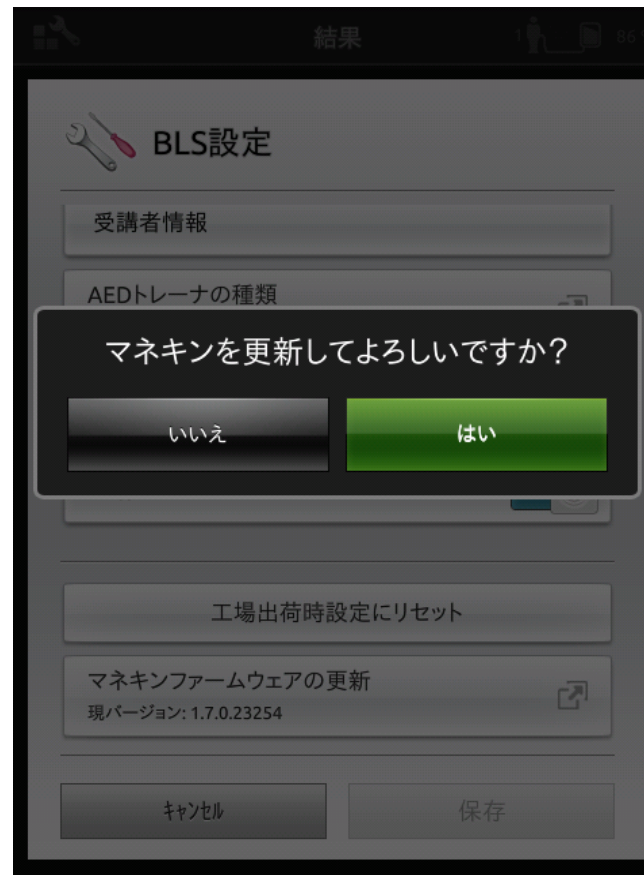 結果
1
86
BLS設定
受講者情報
AEDトレーナの種類
マネキンを更新してよろしいですか?
いいえ
はい
工場出荷時設定にリセット
マネキンファームウェアの更新
現バージョン: 1.7.0.23254
キャンセル
保存